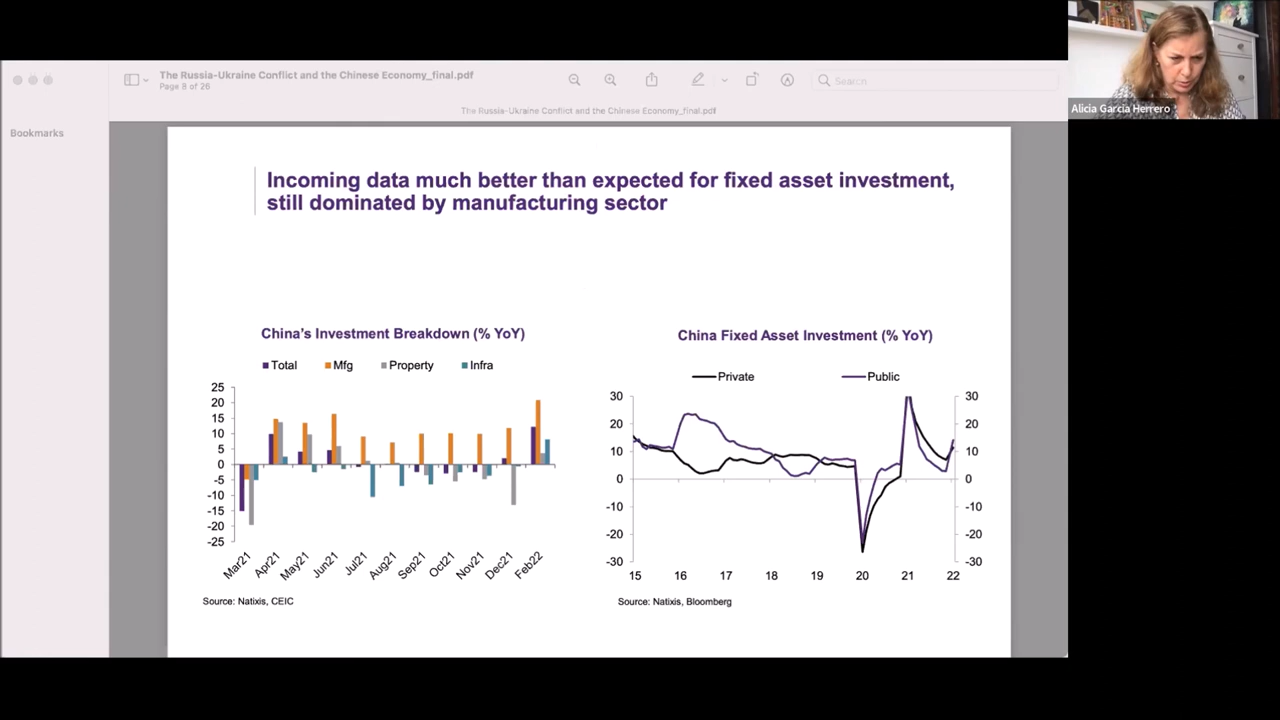 The Russia-Ukraine Conflict and the Chinese Economy_final.pdf
Page 8 of 26
Search
The Russia-Ukraine Conflict and the Chinese Economy_final.pdf
Bookmarks
Alicia Garcia Herrero
Incoming data much better than expected for fixed asset investment,
still dominated by manufacturing sector
China's Investment Breakdown (% YoY)
Total Mfg Property Infra
25
20
15
10
5
0
-5
-10
-15
-20
-25
Mar21 Apr21 May21 Jun21 Jul21 Aug21 Sep21 Oct21 Nov21 Dec21 Feb22
Source: Natixis, CEIC
China Fixed Asset Investment (% YoY)
Private Public
30 30
20 20
10 10
0 0
-10 -10
-20 -20
-30 -30
15 16 17 18 19 20 21 22
Source: Natixis, Bloomberg